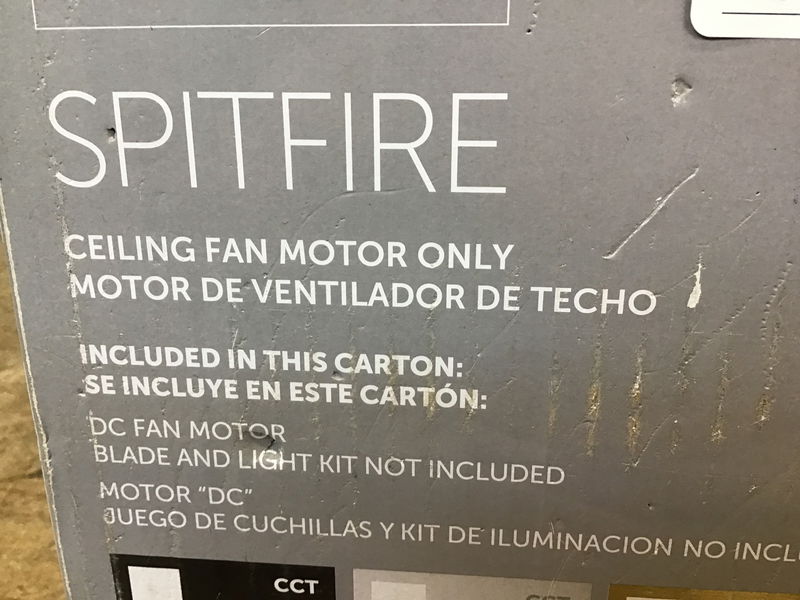 SPITFIRE
CEILING FAN MOTOR ONLY
MOTOR DE VENTILADOR DE TECHO
INCLUDED IN THIS CARTON:
SE INCLUYE EN ESTE CARTÓN:
DC FAN MOTOR
BLADE AND LIGHT KIT NOT INCLUDED
MOTOR "DC"
JUEGO DE CUCHILLAS Y KIT DE ILUMINACION NO
CCT